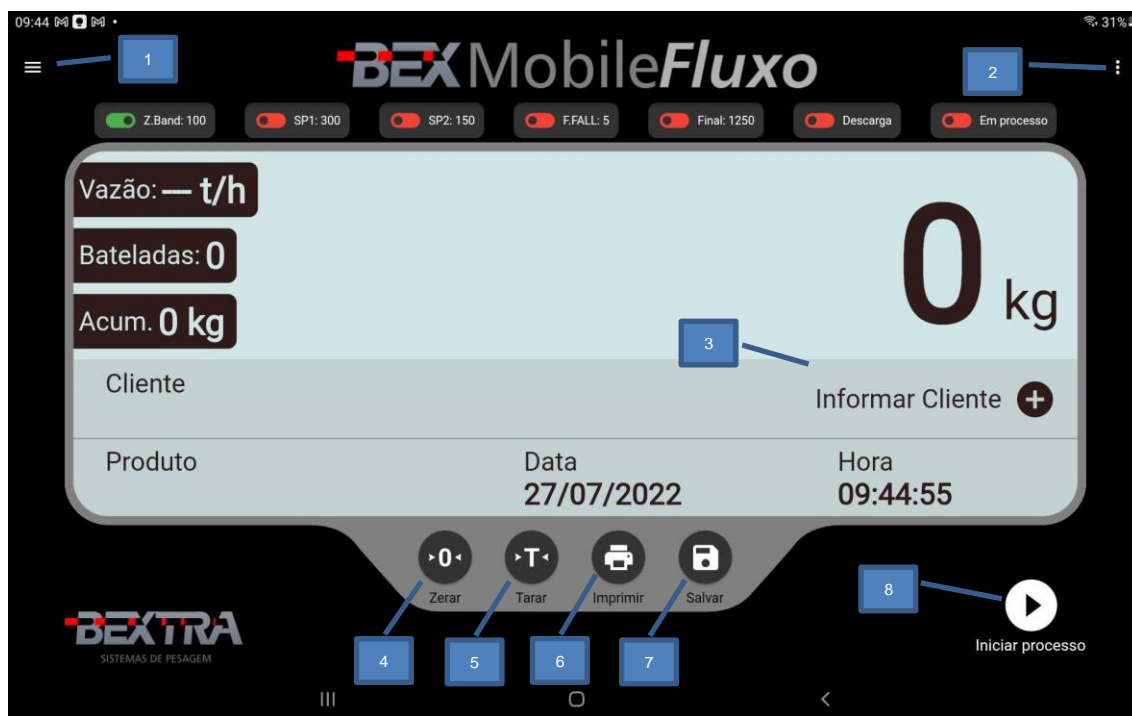 09:44
31%
1
BEX MobileFluxo
2
Z.Band: 100
SP1: 300
SP2: 150
F.FALL: 5
Final: 1250
Descarga
Em processo
Vazão: — t/h
0 kg
Bateladas: 0
Acum. 0 kg
3
Cliente
Informar Cliente
Produto
Data
Hora
27/07/2022
09:44:55
▸0◂
▸T◂
Zerar
Tarar
Imprimir
Salvar
8
BEXTRA
SISTEMAS DE PESAGEM
Iniciar processo
4
5
6
7